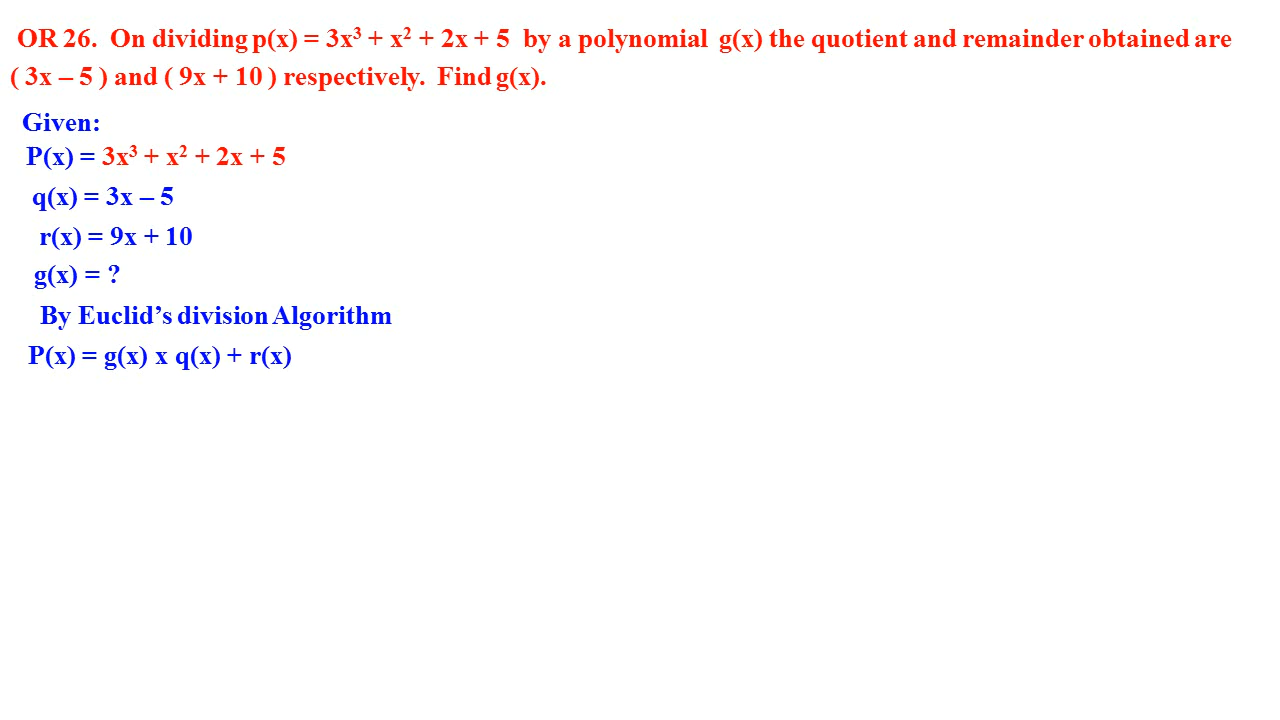 OR 26. On dividing p(x) = 3x³ + x² + 2x + 5 by a polynomial g(x) the quotient and remainder obtained are
( 3x – 5 ) and ( 9x + 10 ) respectively. Find g(x).
Given:
P(x) = 3x³ + x² + 2x + 5
q(x) = 3x – 5
r(x) = 9x + 10
g(x) = ?
By Euclid’s division Algorithm
P(x) = g(x) x q(x) + r(x)